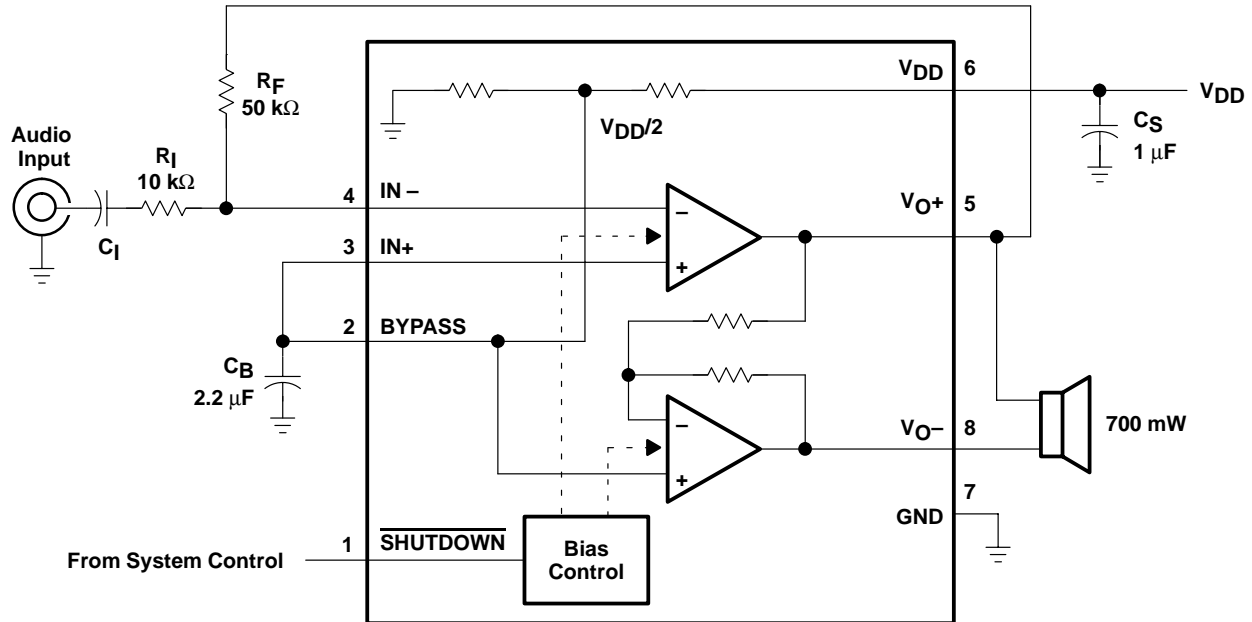 VDD 6
RF
50 kΩ
VDD
CS
1 μF
VDD/2
Audio
Input
RI
10 kΩ
CI
4 IN –
VO+ 5
3 IN+
2 BYPASS
CB
2.2 μF
–
+
–
+
VO– 8
700 mW
7
GND
1 SHUTDOWN
From System Control
Bias
Control